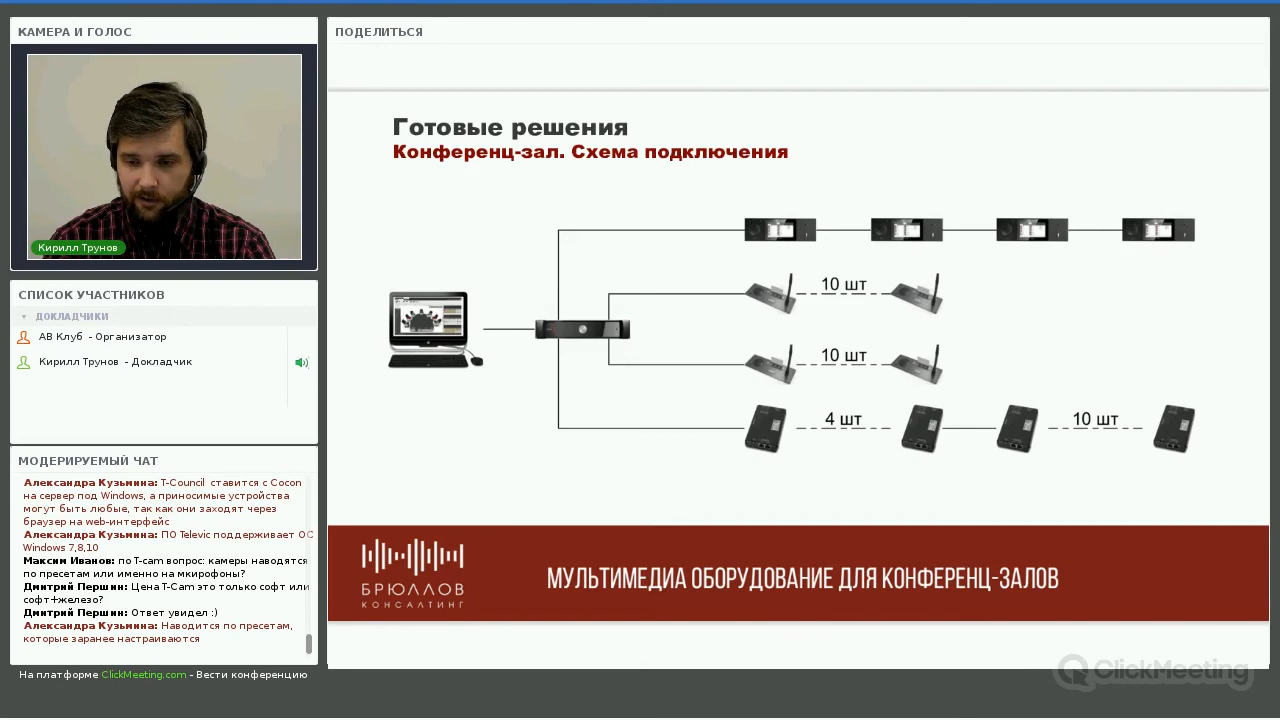 КАМЕРА И ГОЛОС
Кирилл Трунов
СПИСОК УЧАСТНИКОВ
ДОКЛАДЧИКИ
АВ Клуб - Организатор
Кирилл Трунов - Докладчик
МОДЕРИРУЕМЫЙ ЧАТ
Александра Кузьмина: T-Council ставится с Cocon
на сервер под Windows, а приносимые устройства
могут быть любые, так как они заходят через
браузер на web-интерфейс
Александра Кузьмина: ПО Televic поддерживает ОС
Windows 7,8,10
Максим Иванов: по T-cam вопрос: камеры наводятся
по пресетам или именно на мкирофоны?
Дмитрий Першин: Цена T-Cam это только софт или
софт+железо?
Дмитрий Першин: Ответ увидел :)
Александра Кузьмина: Наводится по пресетам,
которые заранее настраиваются
На платформе ClickMeeting.com - Вести конференцию
ПОДЕЛИТЬСЯ
Готовые решения
Конференц-зал. Схема подключения
10 шт
10 шт
4 шт
10 шт
БРЮЛЛОВ
КОНСАЛТИНГ
МУЛЬТИМЕДИА ОБОРУДОВАНИЕ ДЛЯ КОНФЕРЕНЦ-ЗАЛОВ
ClickMeeting